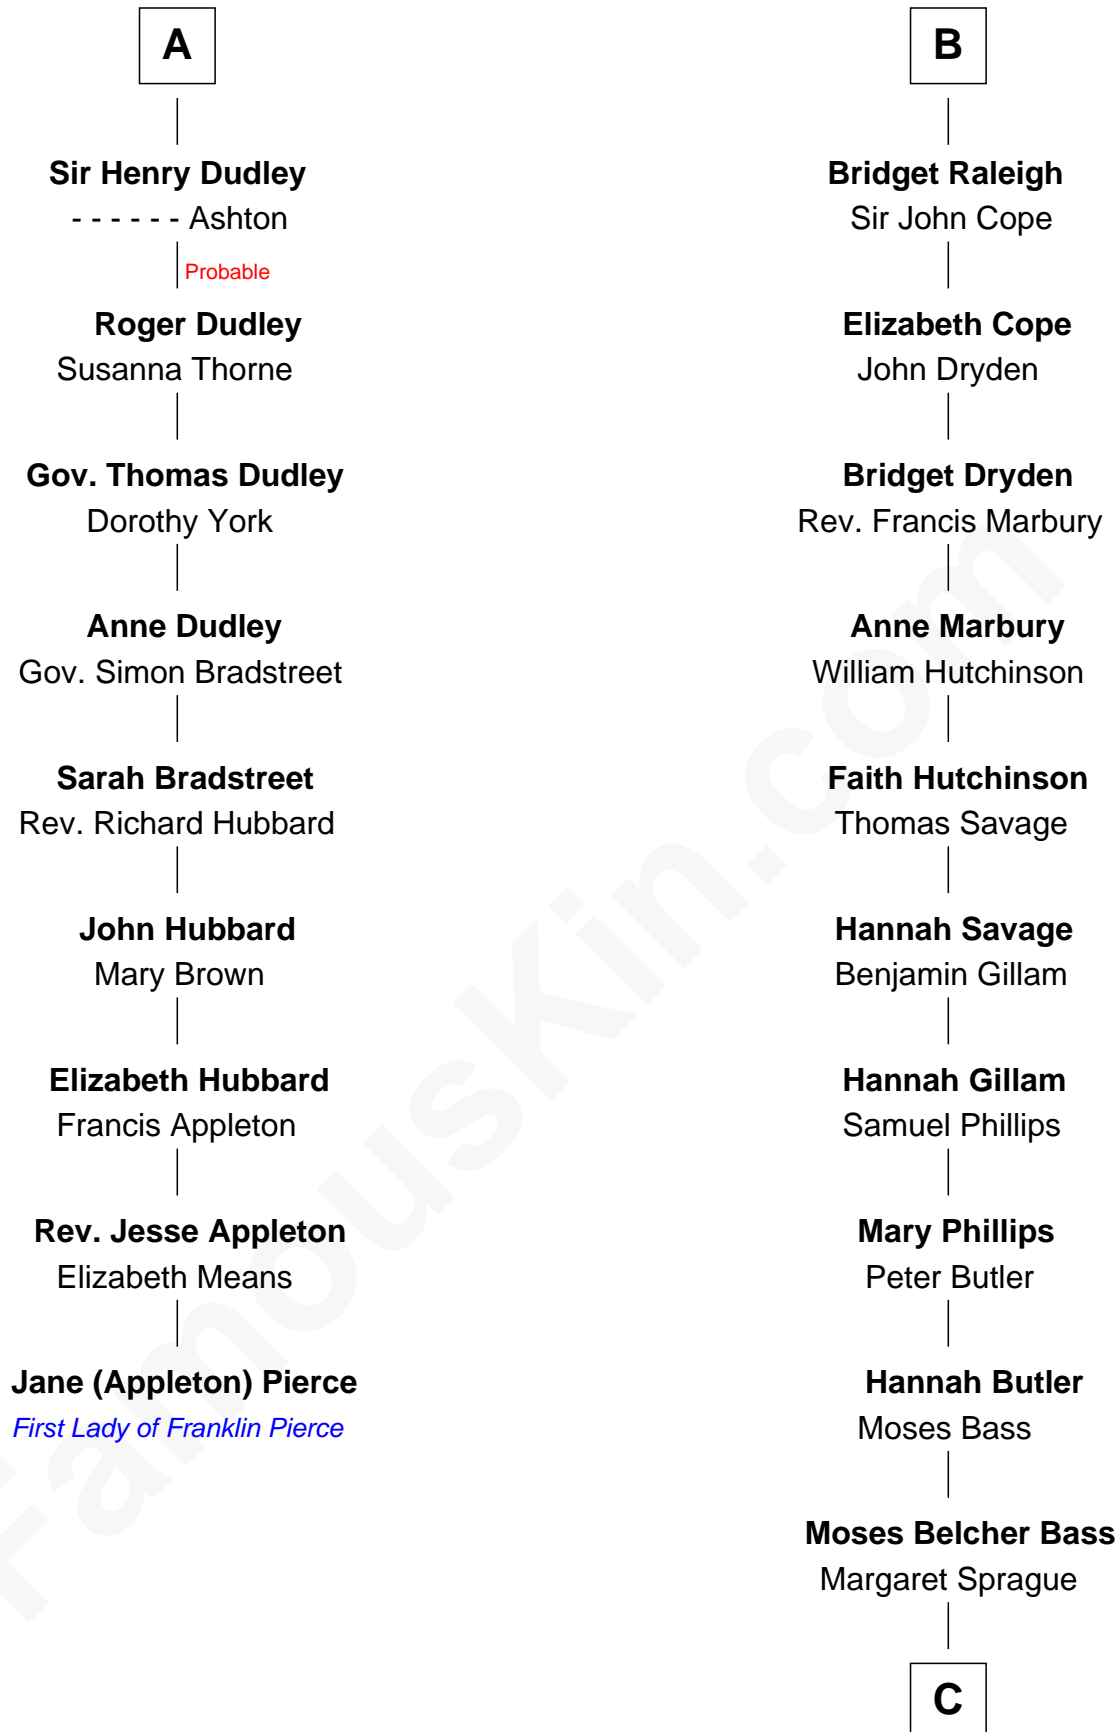 A
Sir Henry Dudley
- - - - - - Ashton
Probable
Roger Dudley
Susanna Thorne
Gov. Thomas Dudley
Dorothy York
Anne Dudley
Gov. Simon Bradstreet
Sarah Bradstreet
Rev. Richard Hubbard
John Hubbard
Mary Brown
Elizabeth Hubbard
Francis Appleton
Rev. Jesse Appleton
Elizabeth Means
Jane (Appleton) Pierce
First Lady of Franklin Pierce
B
Bridget Raleigh
Sir John Cope
Elizabeth Cope
John Dryden
Bridget Dryden
Rev. Francis Marbury
Anne Marbury
William Hutchinson
Faith Hutchinson
Thomas Savage
Hannah Savage
Benjamin Gillam
Hannah Gillam
Samuel Phillips
Mary Phillips
Peter Butler
Hannah Butler
Moses Bass
Moses Belcher Bass
Margaret Sprague
C
FamousKin.com